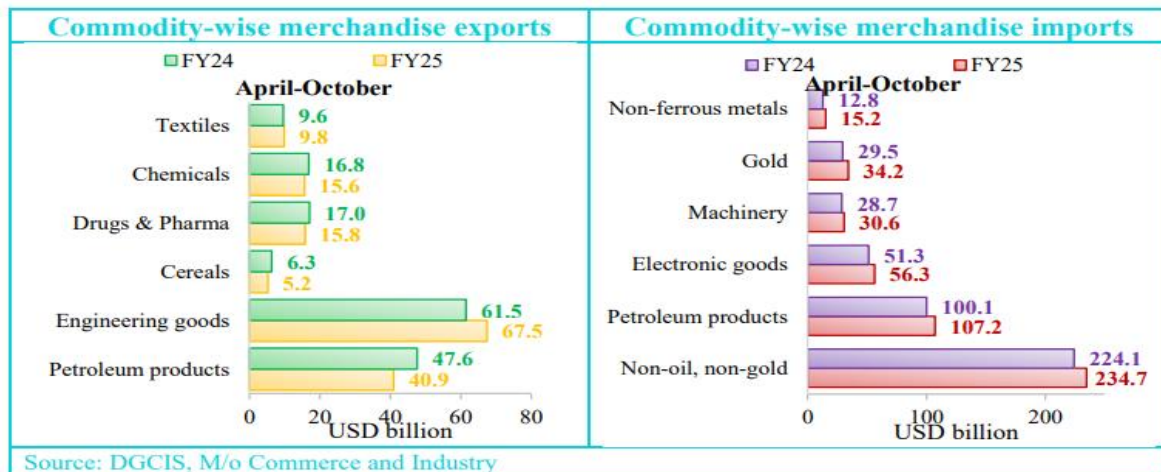 Commodity-wise merchandise exports
FY24 FY25
April-October
Textiles 9.6
9.8
Chemicals 16.8
15.6
Drugs & Pharma 17.0
15.8
Cereals 6.3
5.2
Engineering goods 61.5
67.5
Petroleum products 47.6
40.9
0 20 40 60 80
USD billion
Commodity-wise merchandise imports
FY24 FY25
April-October
Non-ferrous metals 12.8
15.2
Gold 29.5
34.2
Machinery 28.7
30.6
Electronic goods 51.3
56.3
Petroleum products 100.1
107.2
Non-oil, non-gold 224.1
234.7
0 100 200
USD billion
Source: DGCIS, M/o Commerce and Industry